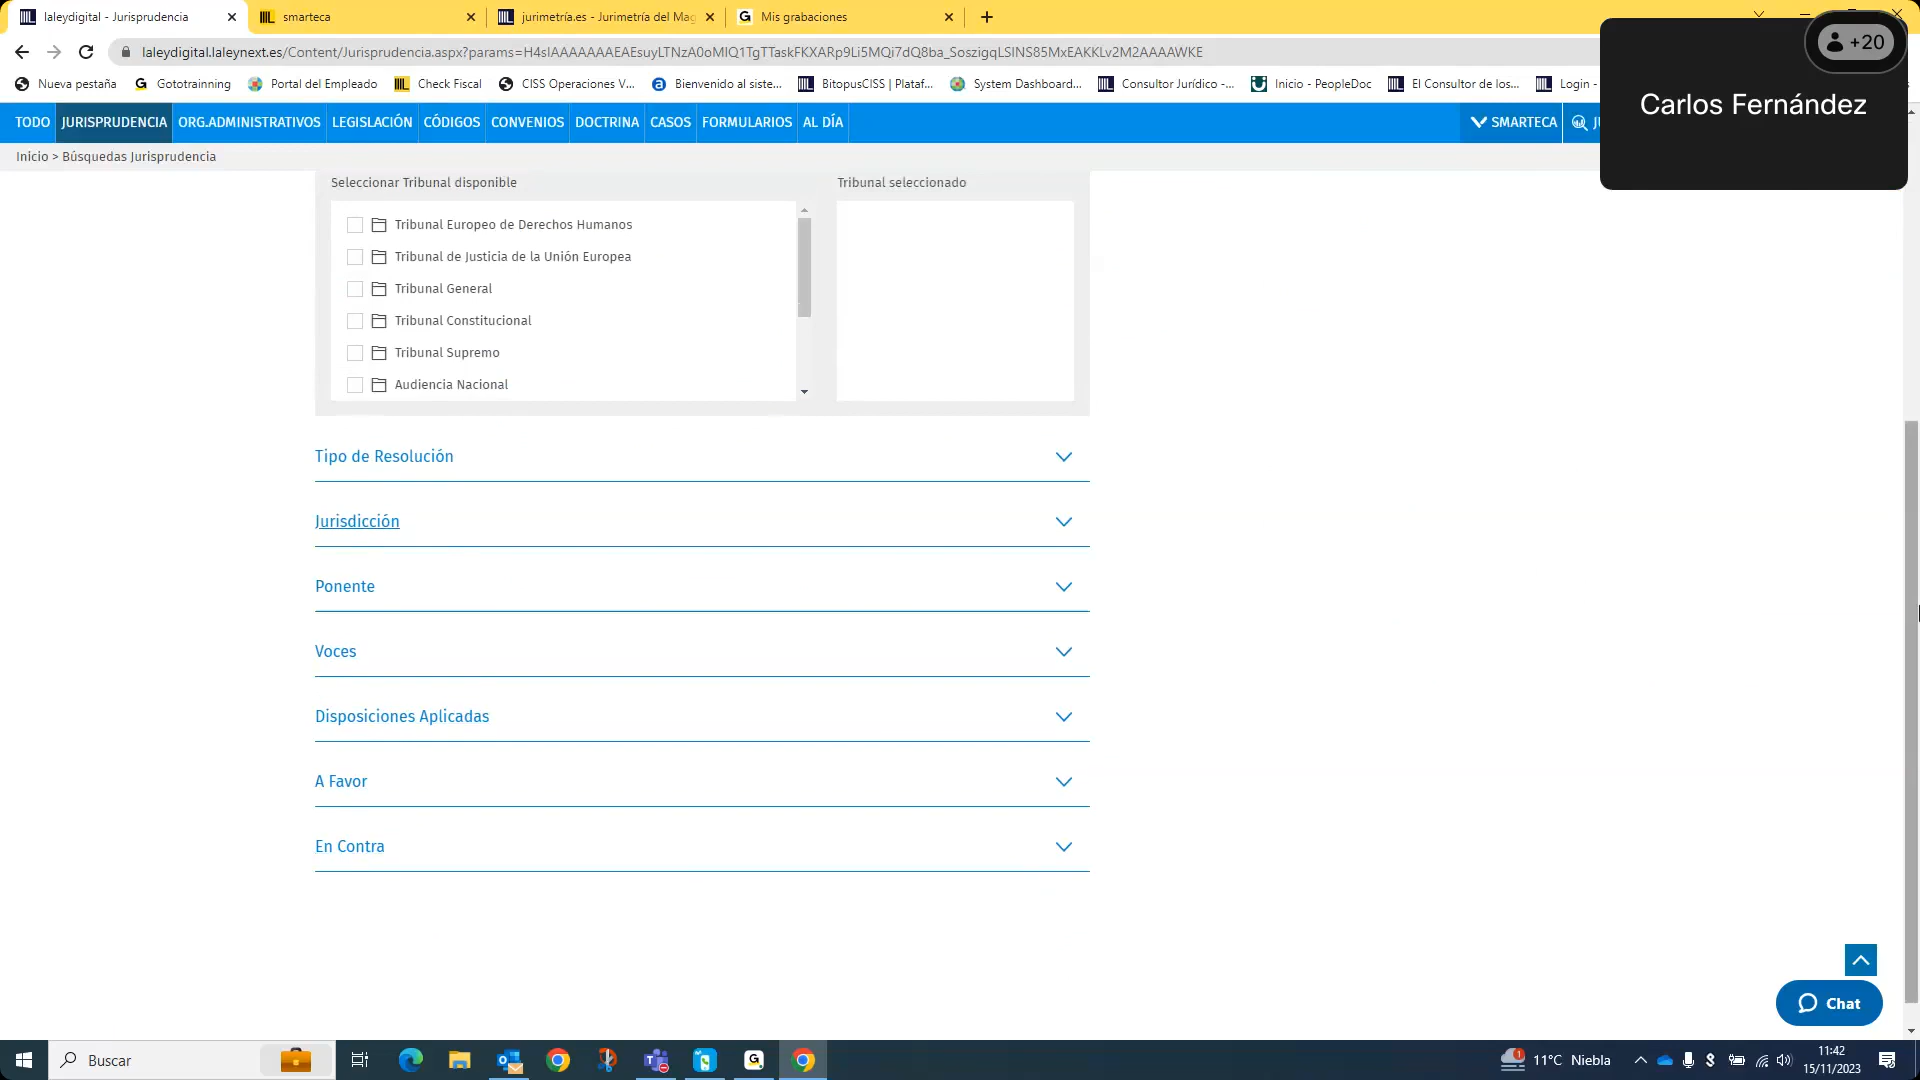 laleydigital - Jurisprudencia
smarteca
jurimetría.es - Jurimetría del Mag
Mis grabaciones
laleydigital.laleynext.es/Content/Jurisprudencia.aspx?params=H4sIAAAAAAAEAEsuyLTNzA0oMIQ1TgTTaskFKXARp9Li5MQi7dQ8ba_SoszigqLSlNS85MxEAKKLv2M2AAAAWKE
+20
Carlos Fernández
Nueva pestaña
Gototrainning
Portal del Empleado
Check Fiscal
CISS Operaciones V...
Bienvenido al siste...
BitopusCISS | Plataf...
System Dashboard...
Consultor Jurídico -...
Inicio - PeopleDoc
El Consultor de los...
Login -
TODO JURISPRUDENCIA ORG.ADMINISTRATIVOS LEGISLACIÓN CÓDIGOS CONVENIOS DOCTRINA CASOS FORMULARIOS AL DÍA
SMARTECA
Inicio > Búsquedas Jurisprudencia
Seleccionar Tribunal disponible
Tribunal seleccionado
Tribunal Europeo de Derechos Humanos
Tribunal de Justicia de la Unión Europea
Tribunal General
Tribunal Constitucional
Tribunal Supremo
Audiencia Nacional
Tipo de Resolución
Jurisdicción
Ponente
Voces
Disposiciones Aplicadas
A Favor
En Contra
Chat
Buscar
11°C Niebla
11:42
15/11/2023